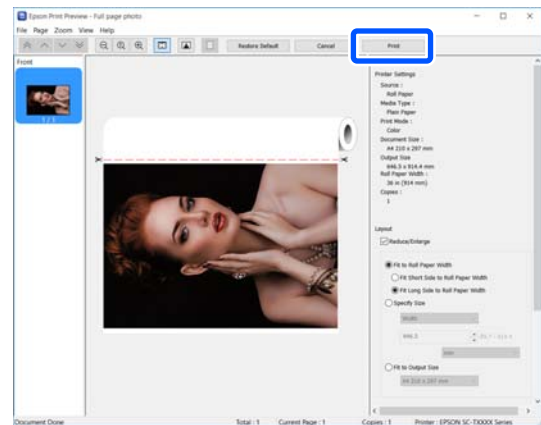 Epson Print Preview - Full page photo
File Page Zoom View Help
Restore Default Cancel Print
Front
1 / 1
Printer Settings
Source :
Roll Paper
Media Type :
Plain Paper
Print Mode :
Color
Document Size :
A4 210 x 297 mm
Output Size
646.5 x 914.4 mm
Roll Paper Width :
36 in (914 mm)
Copies :
1
Layout
Reduce/Enlarge
Fit to Roll Paper Width
Fit Short Side to Roll Paper Width
Fit Long Side to Roll Paper Width
Specify Size
Width
646.5
mm
Fit to Output Size
A4 210 x 297 mm
Document Done Total : 1 Current Page : 1 Copies : 1 Printer : EPSON SC-TXXXX Series